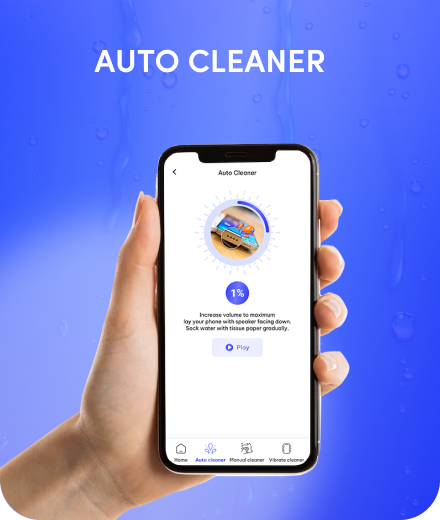 AUTO CLEANER
Auto Cleaner
1%
Increase volume to maximum
lay your phone with speaker facing down.
Sock water with tissue paper gradually.
Play
Home Auto cleaner Manual cleaner Vibrate cleaner